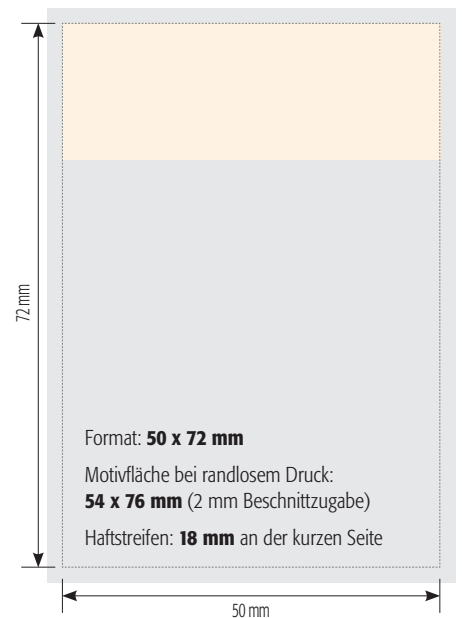 72 mm
Format: 50 x 72 mm
Motivfläche bei randlosem Druck:
54 x 76 mm (2 mm Beschnittzugabe)
Haftstreifen: 18 mm an der kurzen Seite
50 mm